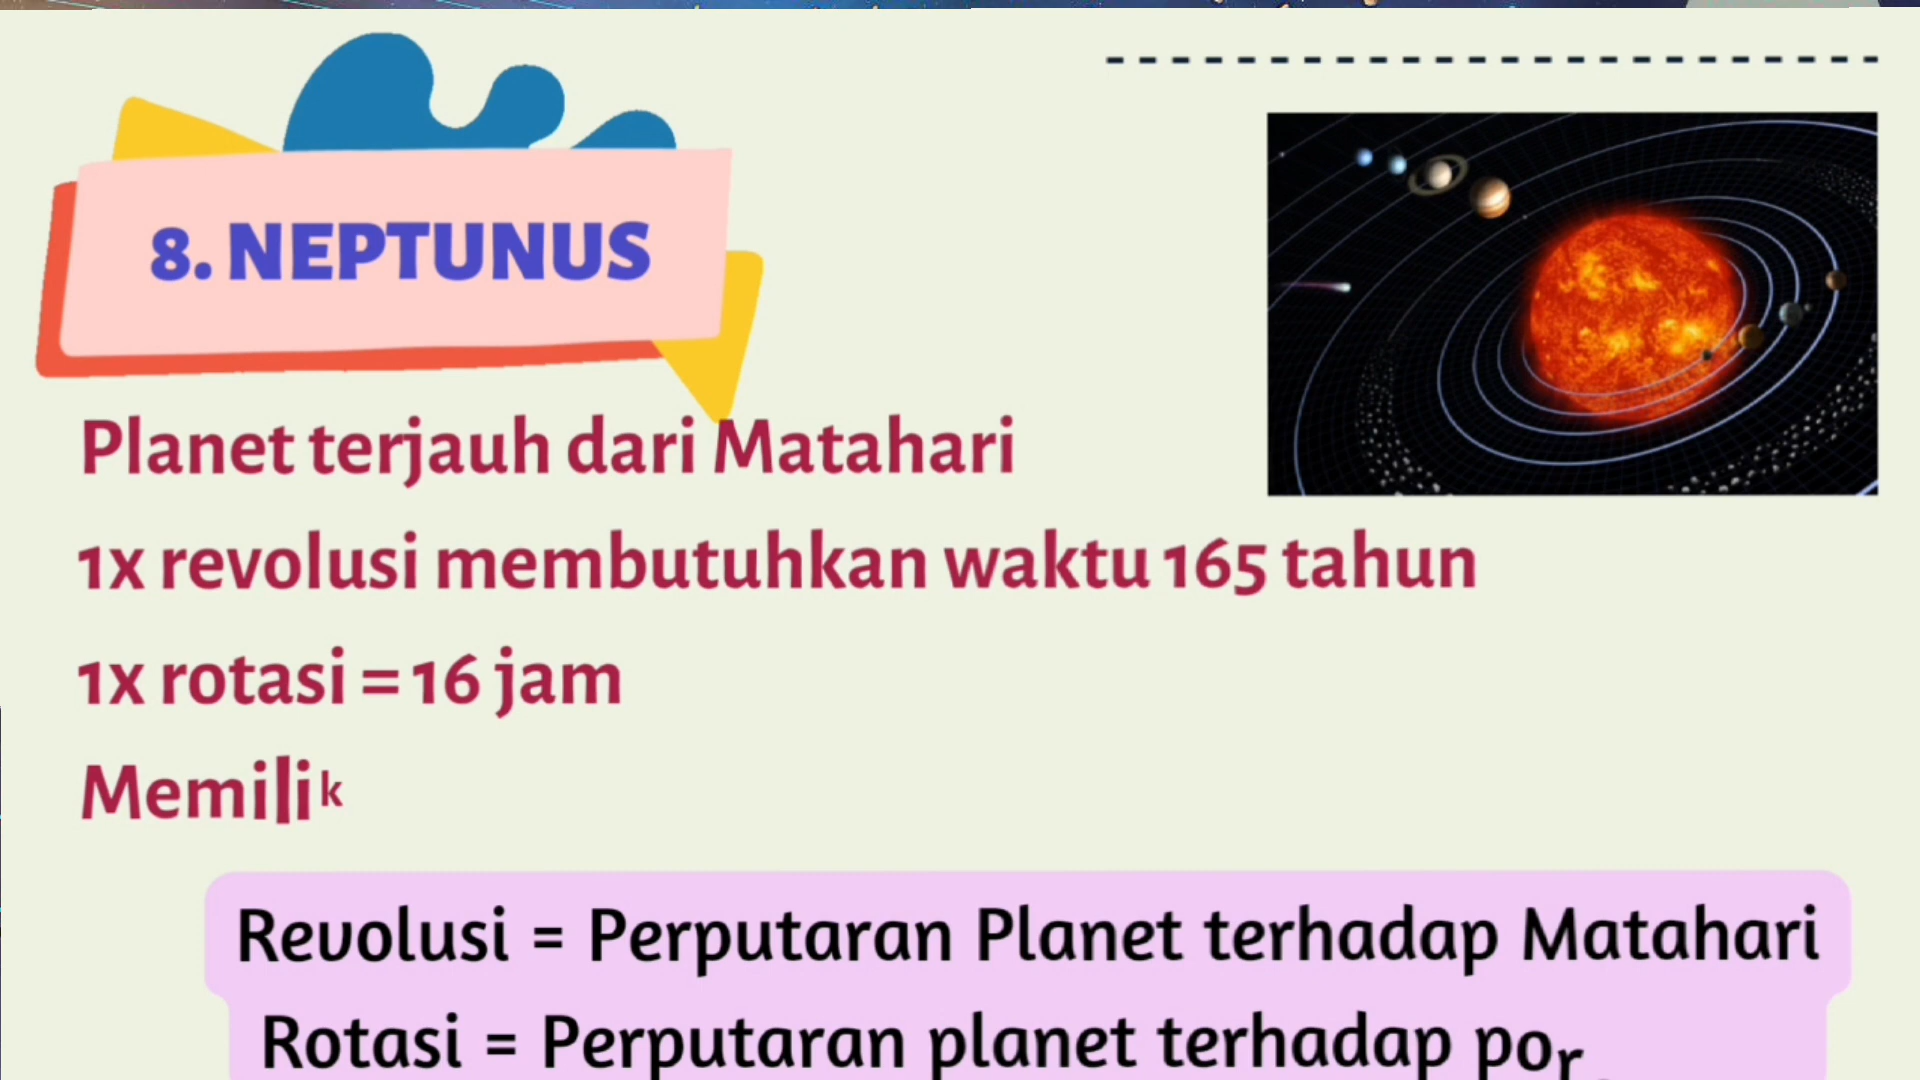 8. NEPTUNUS
Planet terjauh dari Matahari
1x revolusi membutuhkan waktu 165 tahun
1x rotasi = 16 jam
Memilik
Revolusi = Perputaran Planet terhadap Matahari
Rotasi = Perputaran planet terhadap por